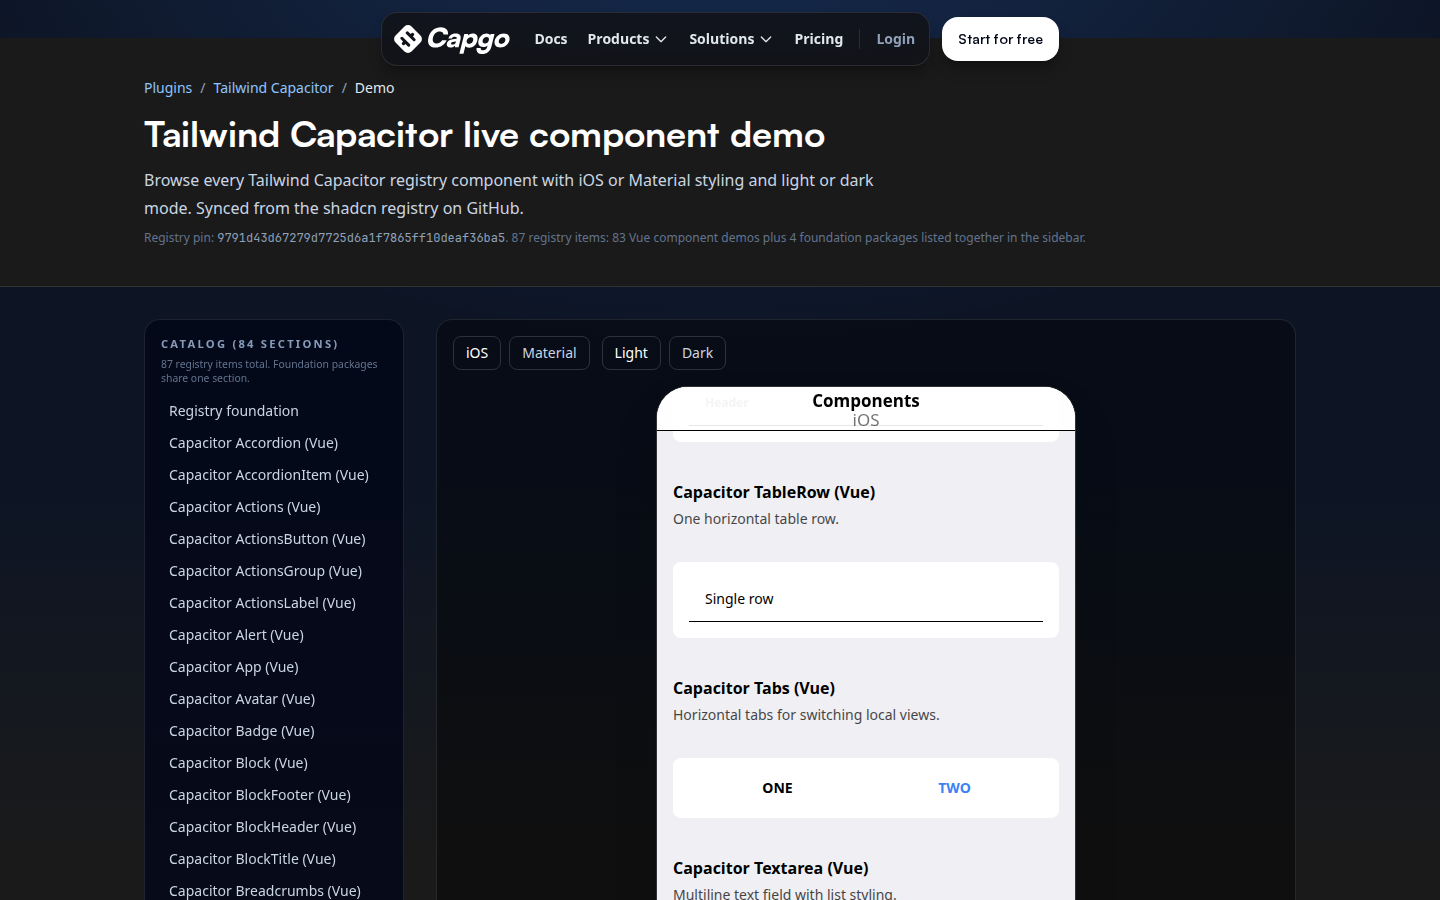 Capgo
Docs
Products
Solutions
Pricing
Login
Start for free
Plugins / Tailwind Capacitor / Demo
Tailwind Capacitor live component demo
Browse every Tailwind Capacitor registry component with iOS or Material styling and light or dark
mode. Synced from the shadcn registry on GitHub.
Registry pin: 9791d43d67279d7725d6a1f7865ff10deaf36ba5. 87 registry items: 83 Vue component demos plus 4 foundation packages listed together in the sidebar.
CATALOG (84 SECTIONS)
87 registry items total. Foundation packages
share one section.
Registry foundation
Capacitor Accordion (Vue)
Capacitor AccordionItem (Vue)
Capacitor Actions (Vue)
Capacitor ActionsButton (Vue)
Capacitor ActionsGroup (Vue)
Capacitor ActionsLabel (Vue)
Capacitor Alert (Vue)
Capacitor App (Vue)
Capacitor Avatar (Vue)
Capacitor Badge (Vue)
Capacitor Block (Vue)
Capacitor BlockFooter (Vue)
Capacitor BlockHeader (Vue)
Capacitor BlockTitle (Vue)
Capacitor Breadcrumbs (Vue)
iOS
Material
Light
Dark
Header
Components
iOS
Capacitor TableRow (Vue)
One horizontal table row.
Single row
Capacitor Tabs (Vue)
Horizontal tabs for switching local views.
ONE
TWO
Capacitor Textarea (Vue)
Multiline text field with list styling.